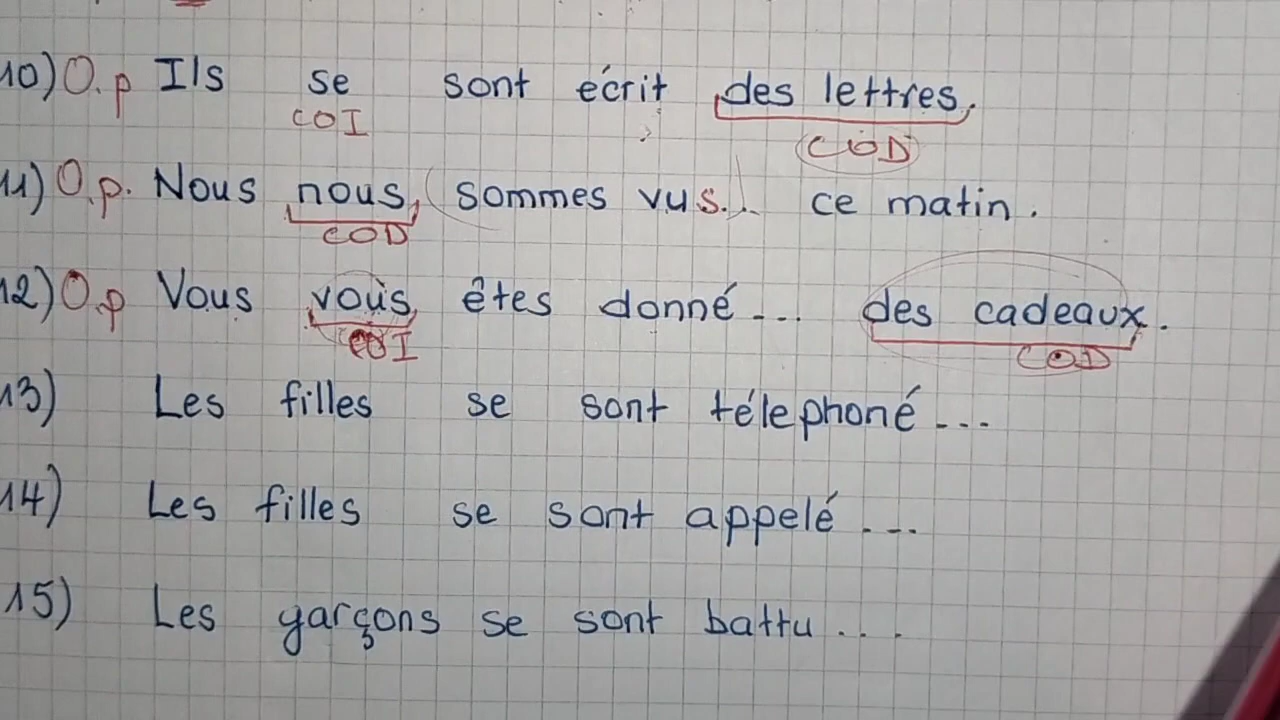 10) O.p Ils se sont écrit des lettres.
COI COD
11) O.p. Nous nous sommes vus... ce matin.
COD
12) O.p Vous vous êtes donné... des cadeaux.
COI COD
13) Les filles se sont télephoné...
14) Les filles se sont appelé...
15) Les garçons se sont battu...